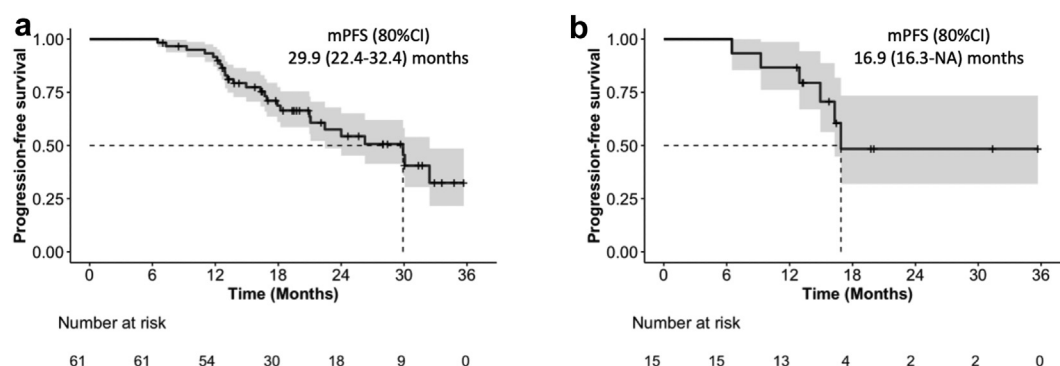 a
mPFS (80%CI)
29.9 (22.4-32.4) months
Progression-free survival
1.00
0.75
0.50
0.25
0.00
0 6 12 18 24 30 36
Time (Months)
Number at risk
61 61 54 30 18 9 0
b
mPFS (80%CI)
16.9 (16.3-NA) months
Progression-free survival
1.00
0.75
0.50
0.25
0.00
0 6 12 18 24 30 36
Time (Months)
Number at risk
15 15 13 4 2 2 0